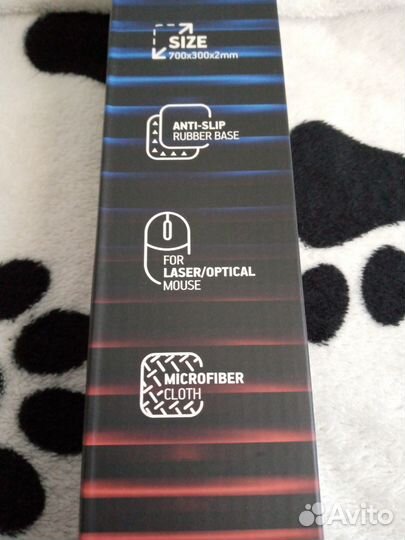 SIZE
700x300x2mm
ANTI-SLIP
RUBBER BASE
FOR
LASER/OPTICAL
MOUSE
MICROFIBER
CLOTH
Avito